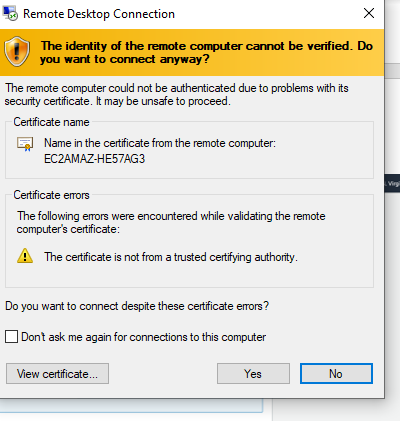 Remote Desktop Connection
The identity of the remote computer cannot be verified. Do
you want to connect anyway?
The remote computer could not be authenticated due to problems with its
security certificate. It may be unsafe to proceed.
Certificate name
Name in the certificate from the remote computer:
EC2AMAZ-HE57AG3
Certificate errors
The following errors were encountered while validating the remote
computer's certificate:
The certificate is not from a trusted certifying authority.
Do you want to connect despite these certificate errors?
Don't ask me again for connections to this computer
View certificate...
Yes
No